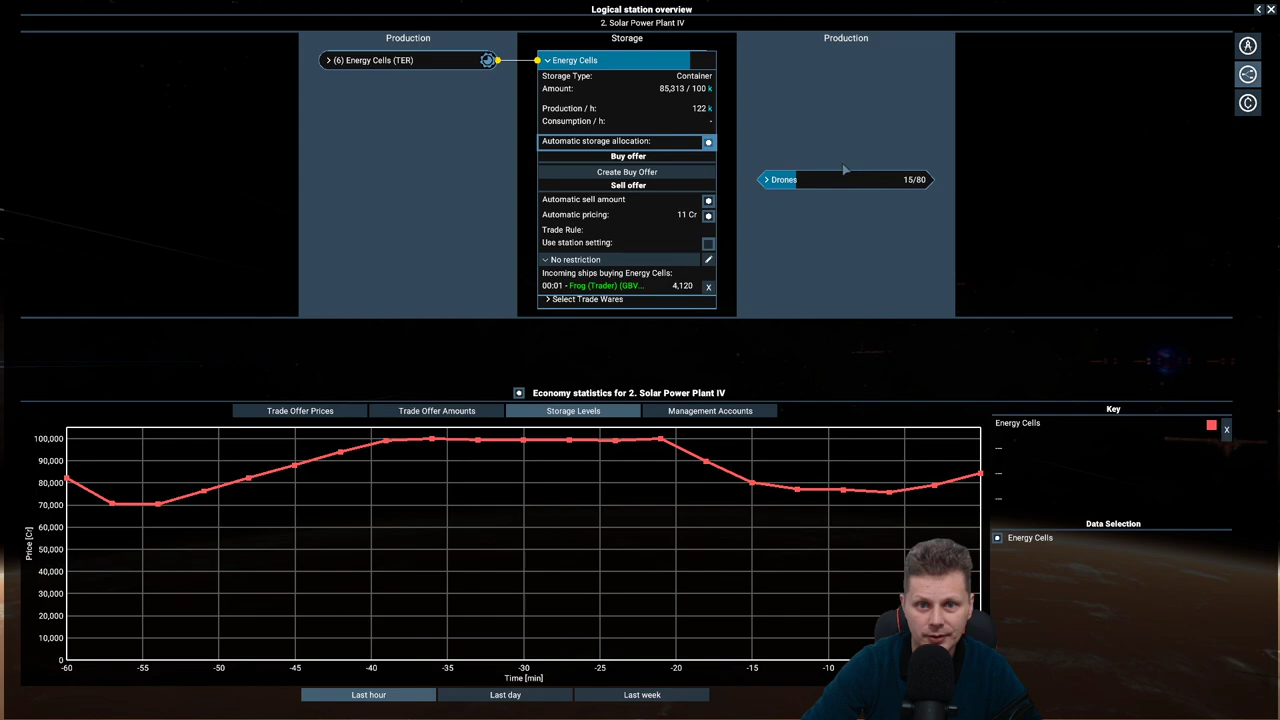 Logical station overview
2. Solar Power Plant IV
Production
Storage
Production
(6) Energy Cells (TER)
Energy Cells
Storage Type: Container
Amount: 85,313 / 100 k
Production / h: 122 k
Consumption / h: -
Automatic storage allocation:
Buy offer
Create Buy Offer
Sell offer
Automatic sell amount
Automatic pricing: 11 Cr
Trade Rule:
Use station setting:
No restriction
Incoming ships buying Energy Cells:
00:01 - Frog (Trader) (GBV... 4,120 X
Select Trade Wares
Drones 15/80
A
C
Economy statistics for 2. Solar Power Plant IV
Trade Offer Prices Trade Offer Amounts Storage Levels Management Accounts
Key
Energy Cells X
---
---
---
Data Selection
Energy Cells
Price [Cr]
100,000
90,000
80,000
70,000
60,000
50,000
40,000
30,000
20,000
10,000
0
-60 -55 -50 -45 -40 -35 -30 -25 -20 -15 -10
Time [min]
Last hour Last day Last week